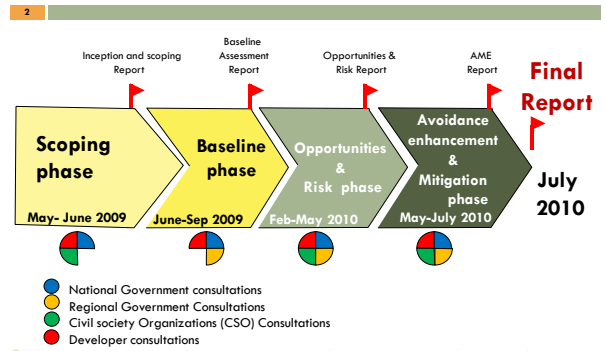 2
Inception and scoping
Report
Baseline
Assessment
Report
Opportunities &
Risk Report
AME
Report
Final
Report
Scoping
phase
May- June 2009
Baseline
phase
June-Sep 2009
Opportunities
&
Risk phase
Feb-May 2010
Avoidance
enhancement
&
Mitigation
phase
May-July 2010
July
2010
National Government consultations
Regional Government Consultations
Civil society Organizations (CSO) Consultations
Developer consultations